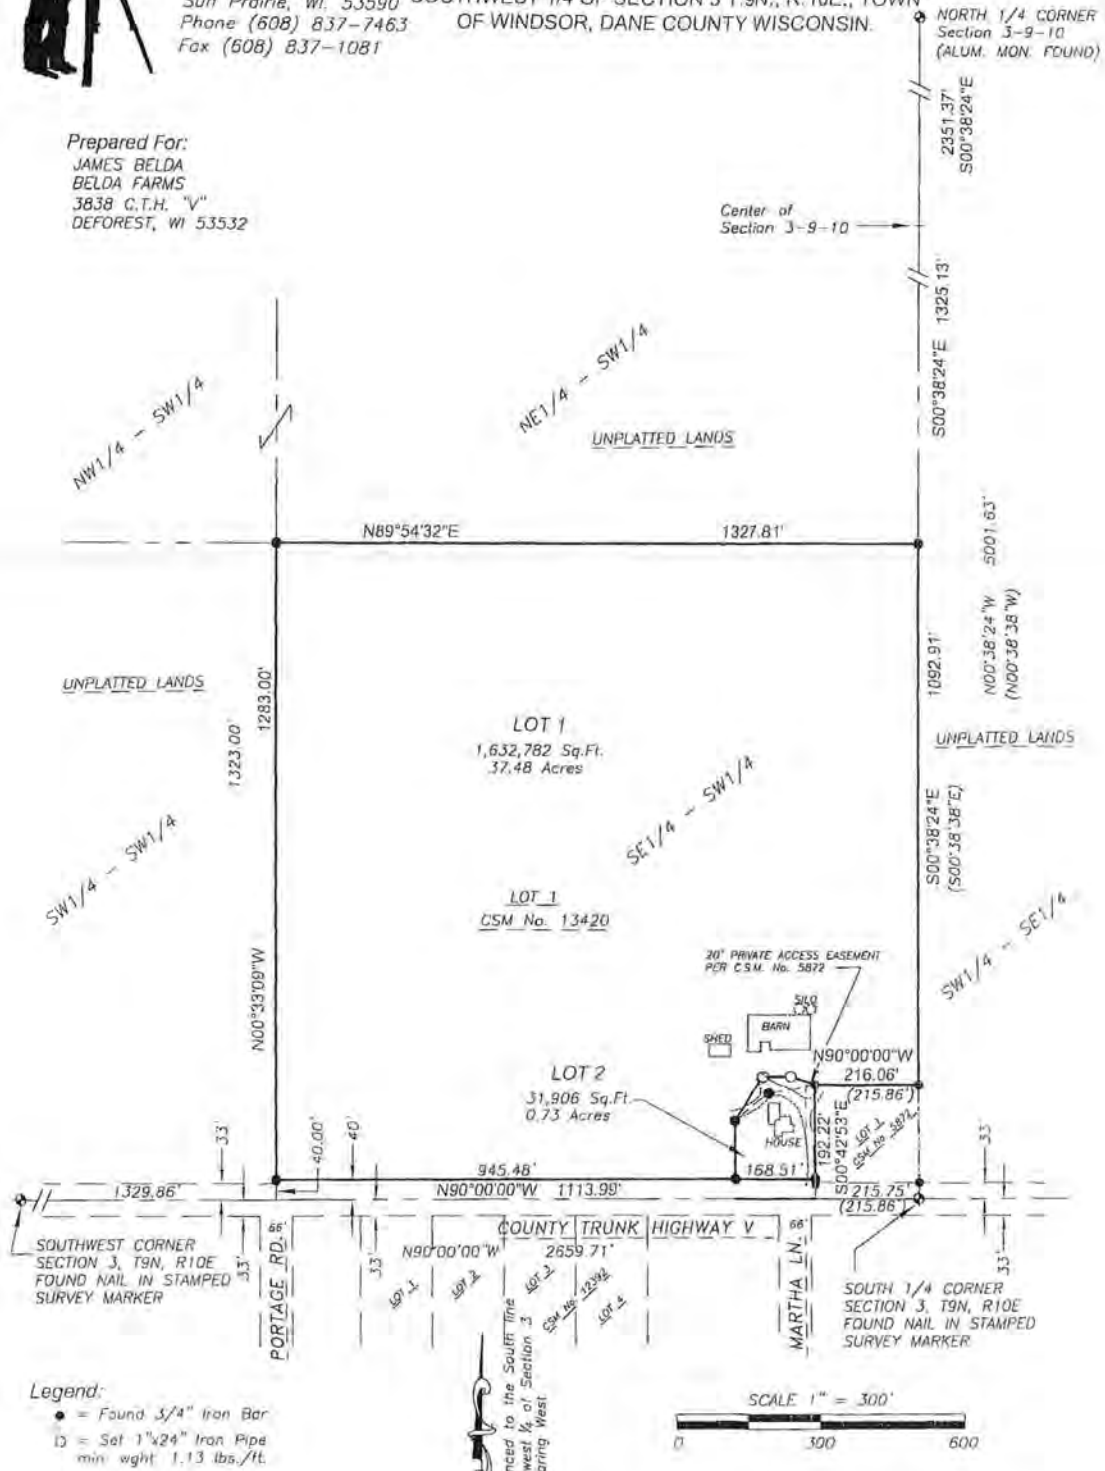 Sun Prairie, WI. 53590
Phone (608) 837-7463
Fax (608) 837-1081
SOUTHWEST 1/4 OF SECTION 3 T.9N., R.10E., TOWN
OF WINDSOR, DANE COUNTY WISCONSIN.
NORTH 1/4 CORNER
Section 3-9-10
(ALUM. MON. FOUND)
2351.37'
S00°38'24"E
Prepared For:
JAMES BELDA
BELDA FARMS
3838 C.T.H. "V"
DEFOREST, WI 53532
Center of
Section 3-9-10
S00°38'24"E 1325.13'
NW1/4 - SW1/4
NE1/4 - SW1/4
UNPLATTED LANDS
N89°54'32"E 1327.81'
5001.63'
N00°38'24"W
(N00°38'38"W)
1092.91'
UNPLATTED LANDS
1283.00'
1323.00'
LOT 1
1,632,782 Sq.Ft.
37.48 Acres
UNPLATTED LANDS
SE1/4 - SW1/4
S00°38'24"E
(S00°38'38"E)
SW1/4 - SW1/4
LOT 1
CSM No. 13420
20' PRIVATE ACCESS EASEMENT
PER C.S.M. No. 5872
SW1/4 - SE1/4
N00°33'09"W
SILO
BARN
SHED
N90°00'00"W
216.06'
(215.86')
LOT 2
31,906 Sq.Ft.
0.73 Acres
HOUSE
192.22'
S00°42'53"E
CSM No. 5872
33'
40.00'
40'
33'
945.48'
168.51'
1329.86'
N90°00'00"W 1113.99'
215.75'
(215.86')
COUNTY TRUNK HIGHWAY V
66'
66'
N90°00'00"W 2659.71'
33'
33'
33'
SOUTHWEST CORNER
SECTION 3, T9N, R10E
FOUND NAIL IN STAMPED
SURVEY MARKER
PORTAGE RD.
LOT 1
LOT 2
LOT 3
CSM No. 12392
LOT 4
MARTHA LN.
SOUTH 1/4 CORNER
SECTION 3, T9N, R10E
FOUND NAIL IN STAMPED
SURVEY MARKER
to the South line
1/4 of Section 3
West
Legend:
= Found 3/4" Iron Bar
= Set 1"x24" Iron Pipe
min wght 1.13 lbs./ft.
SCALE 1" = 300'
0 300 600